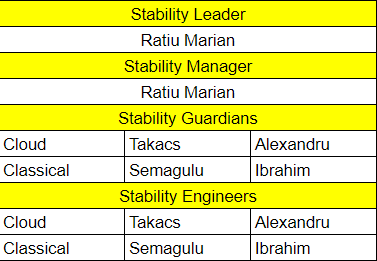 Stability Leader
Ratiu Marian
Stability Manager
Ratiu Marian
Stability Guardians
Cloud Takacs Alexandru
Classical Semagulu Ibrahim
Stability Engineers
Cloud Takacs Alexandru
Classical Semagulu Ibrahim